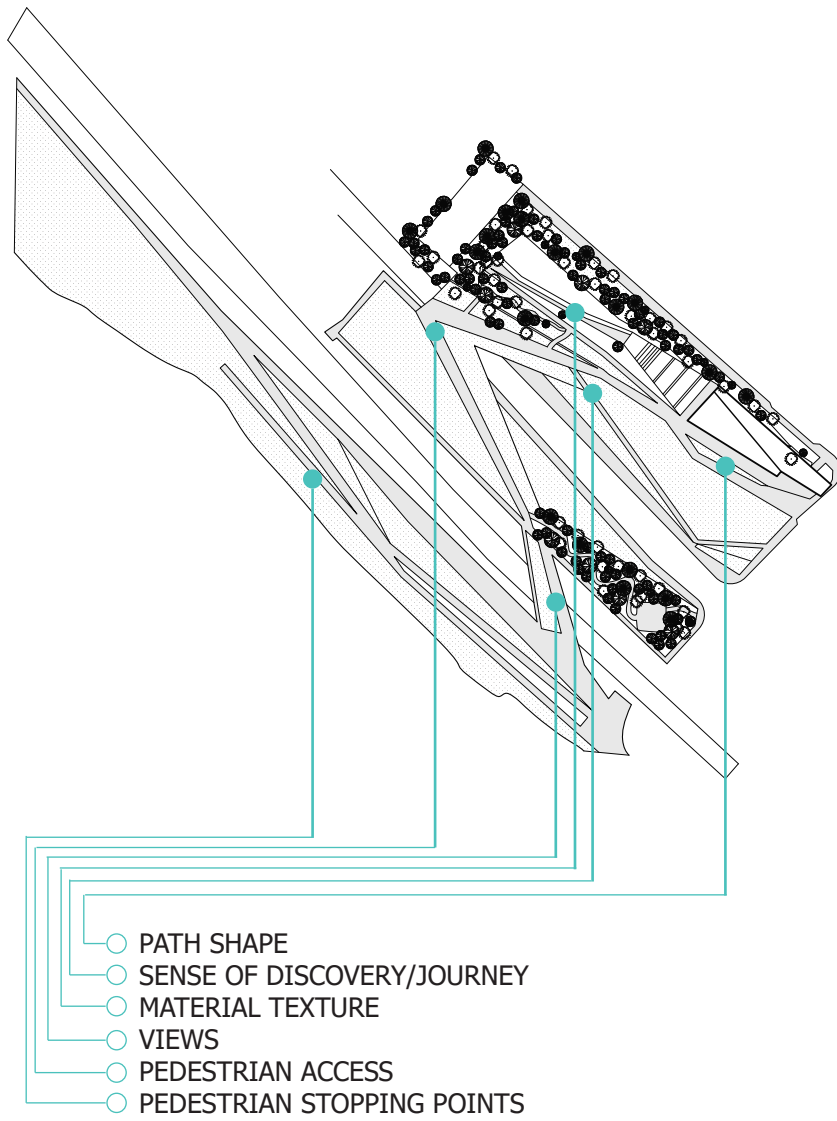 PATH SHAPE
SENSE OF DISCOVERY/JOURNEY
MATERIAL TEXTURE
VIEWS
PEDESTRIAN ACCESS
PEDESTRIAN STOPPING POINTS